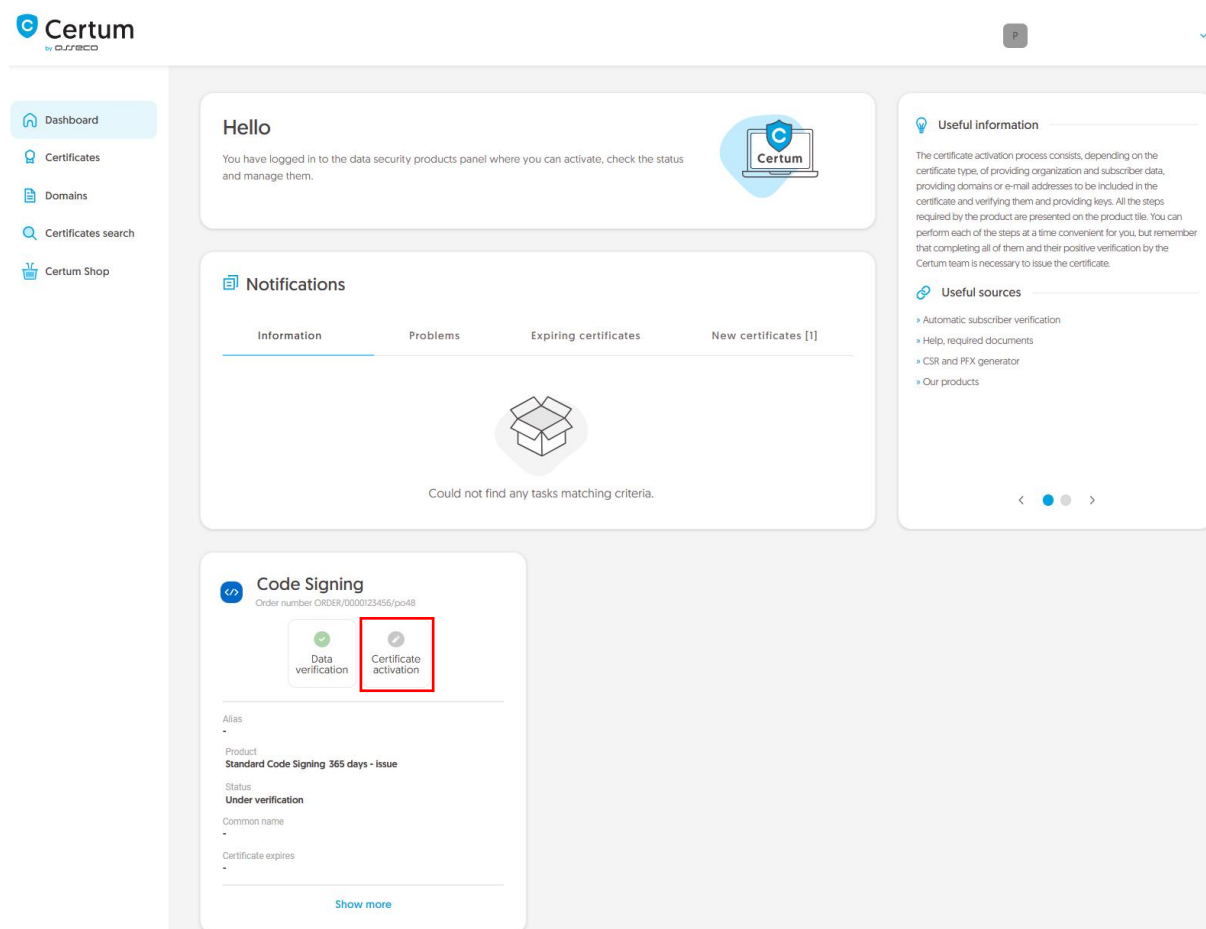 Certum
by asseco
P
Dashboard
Certificates
Domains
Certificates search
Certum Shop
Hello
You have logged in to the data security products panel where you can activate, check the status
and manage them.
C
Certum
Notifications
Information
Problems
Expiring certificates
New certificates [1]
Could not find any tasks matching criteria.
Useful information
The certificate activation process consists, depending on the
certificate type, of providing organization and subscriber data,
providing domains or e-mail addresses to be included in the
certificate and verifying them and providing keys. All the steps
required by the product are presented on the product tile. You can
perform each of the steps at a time convenient for you, but remember
that completing all of them and their positive verification by the
Certum team is necessary to issue the certificate.
Useful sources
» Automatic subscriber verification
» Help, required documents
» CSR and PFX generator
» Our products
Code Signing
Order number ORDER/0000123456/po48
Data
verification
Certificate
activation
Alias
-
Product
Standard Code Signing 365 days - issue
Status
Under verification
Common name
-
Certificate expires
-
Show more